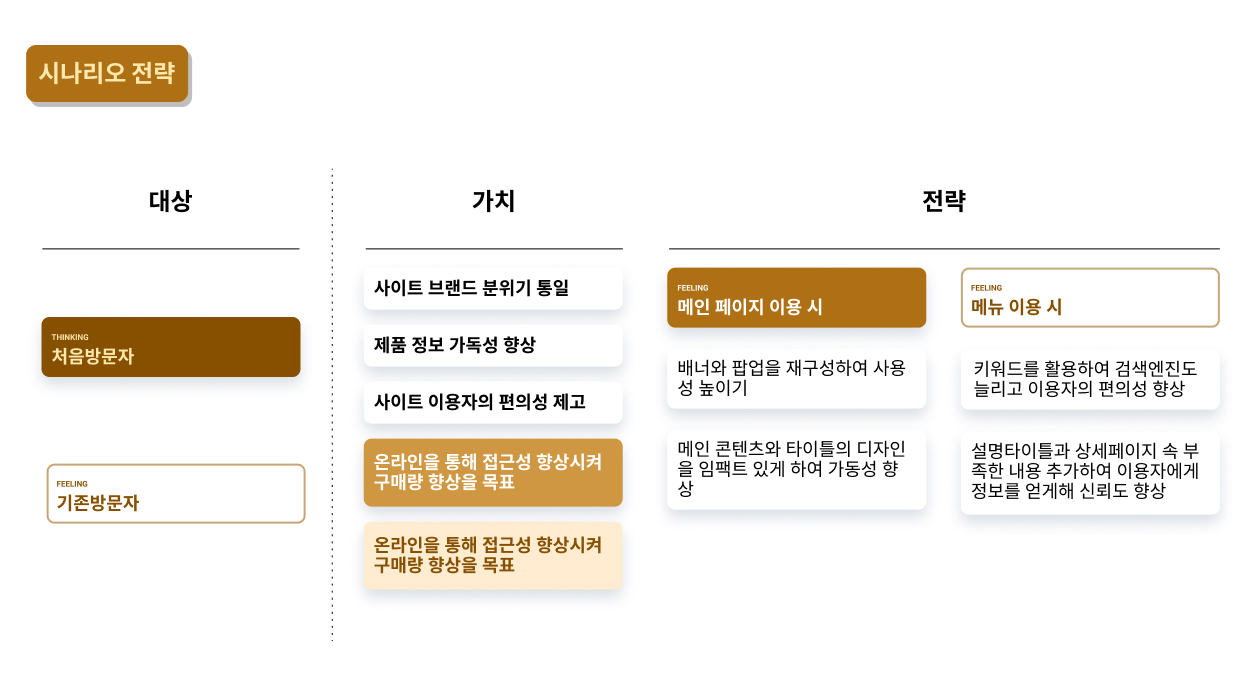 시나리오 전략
대상
THINKING
처음방문자
FEELING
기존방문자
가치
사이트 브랜드 분위기 통일
제품 정보 가독성 향상
사이트 이용자의 편의성 제고
온라인을 통해 접근성 향상시켜
구매량 향상을 목표
온라인을 통해 접근성 향상시켜
구매량 향상을 목표
전략
FEELING
메인 페이지 이용 시
배너와 팝업을 재구성하여 사용
성 높이기
메인 콘텐츠와 타이틀의 디자인
을 임팩트 있게 하여 가동성 향
상
FEELING
메뉴 이용 시
키워드를 활용하여 검색엔진도
늘리고 이용자의 편의성 향상
설명타이틀과 상세페이지 속 부
족한 내용 추가하여 이용자에게
정보를 얻게해 신뢰도 향상